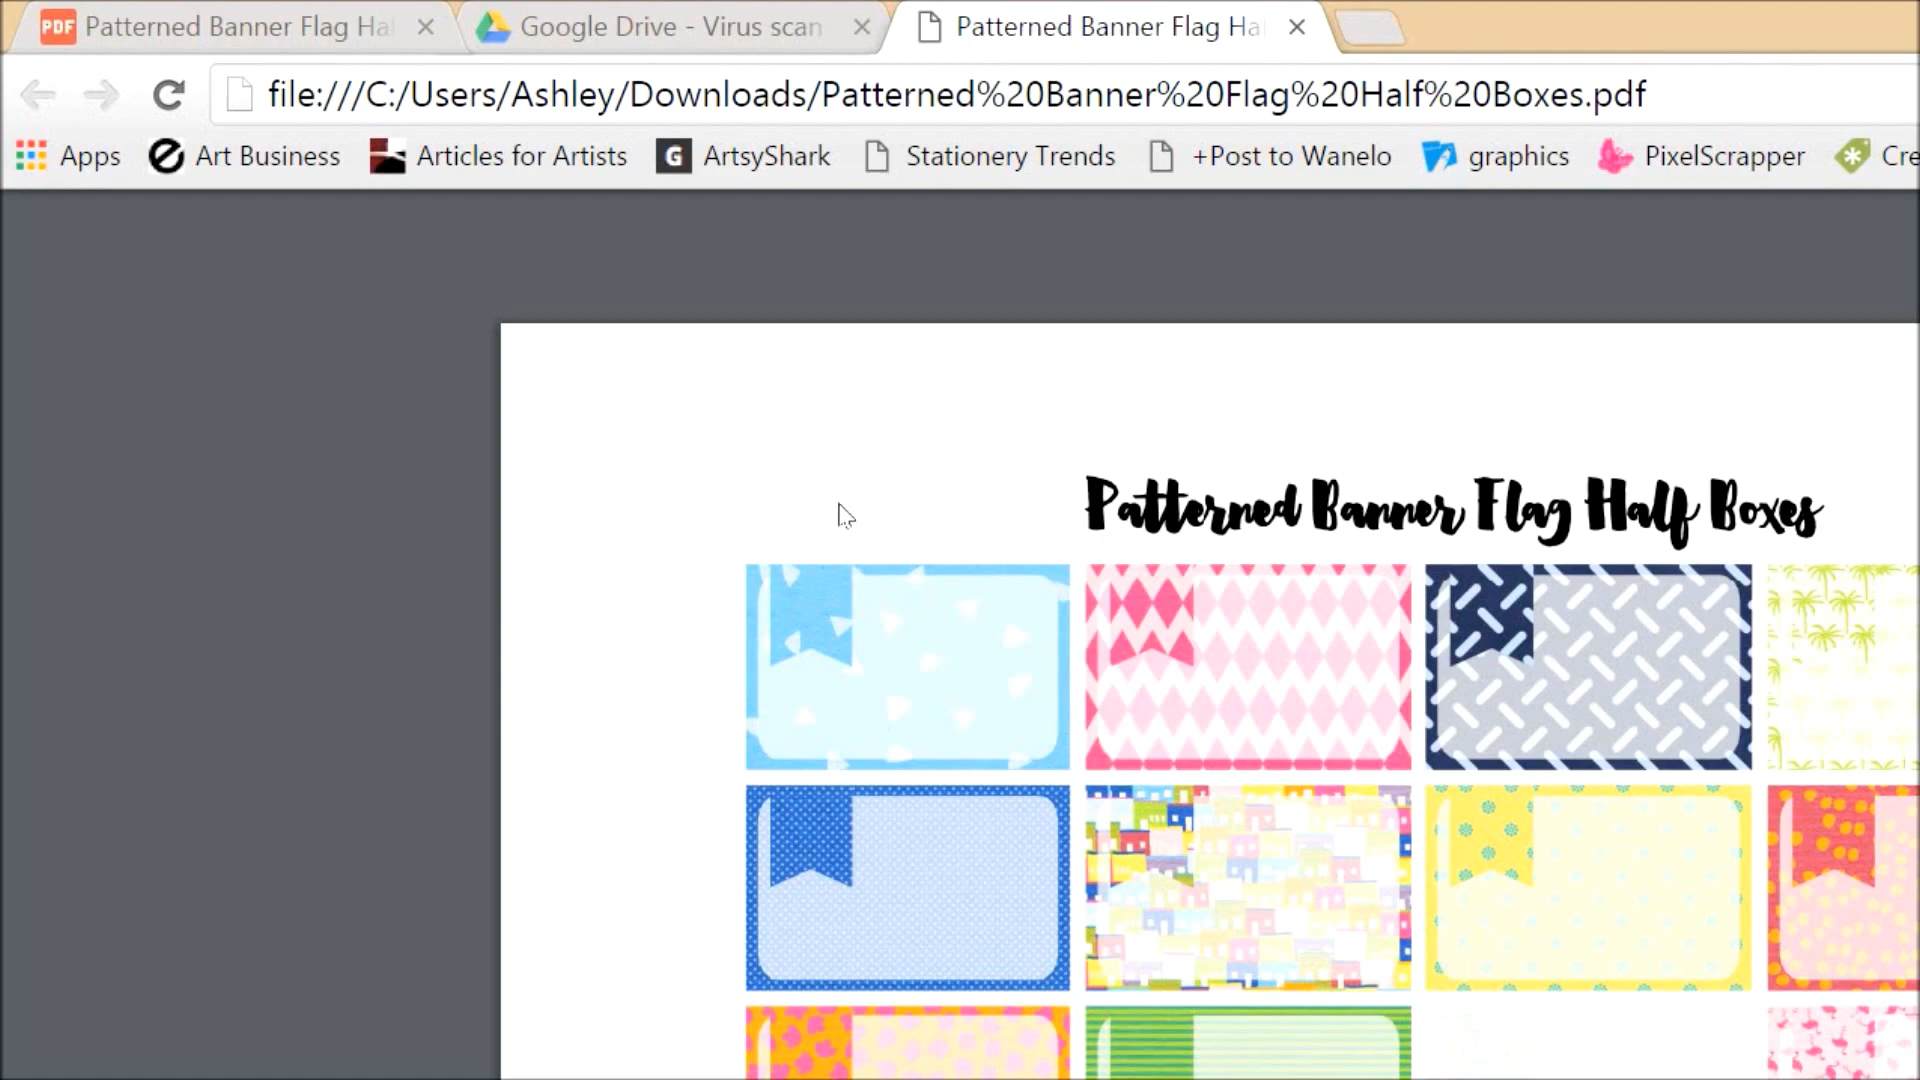 PDF Patterned Banner Flag Ha
Google Drive - Virus scan
Patterned Banner Flag Ha
file:///C:/Users/Ashley/Downloads/Patterned%20Banner%20Flag%20Half%20Boxes.pdf
Apps Art Business Articles for Artists G ArtsyShark Stationery Trends +Post to Wanelo graphics PixelScrapper Cre
Patterned Banner Flag Half Boxes